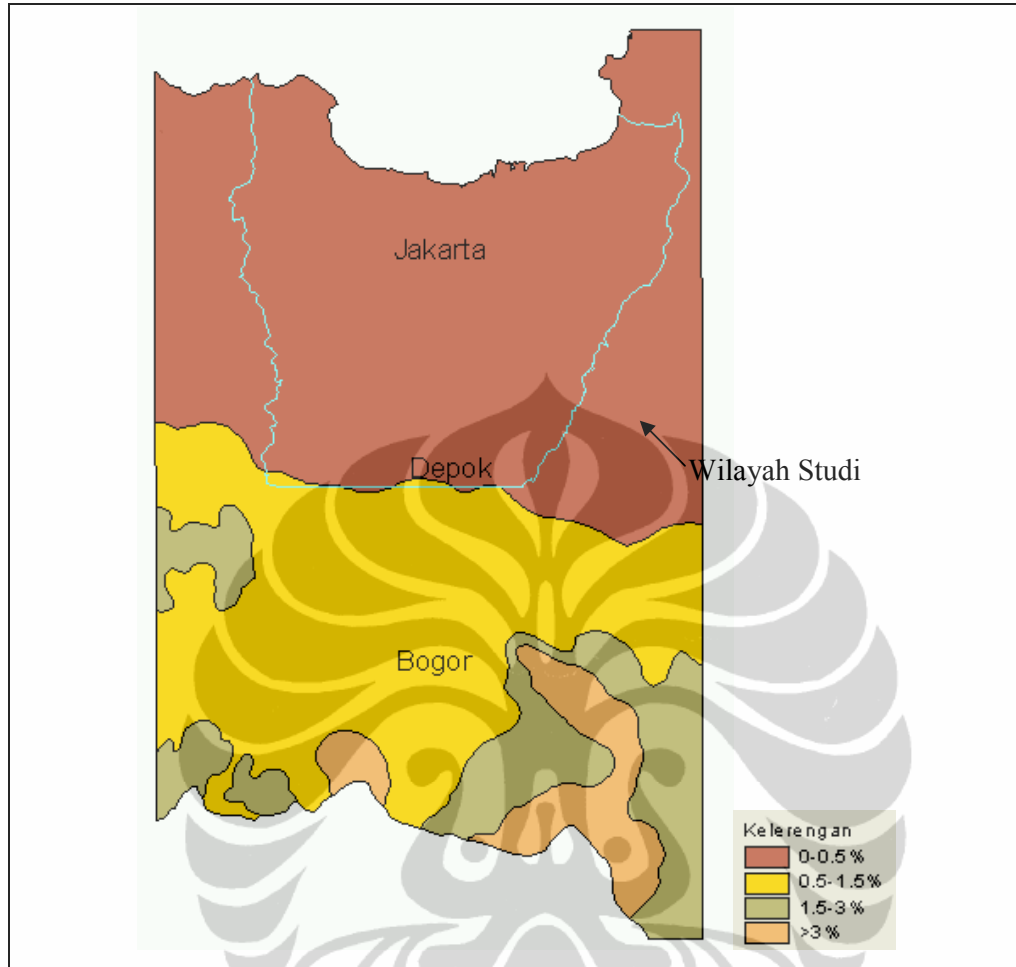 Jakarta
Depok
Wilayah Studi
Bogor
Kelerengan
0-0.5%
0.5-1.5%
1.5-3%
>3%